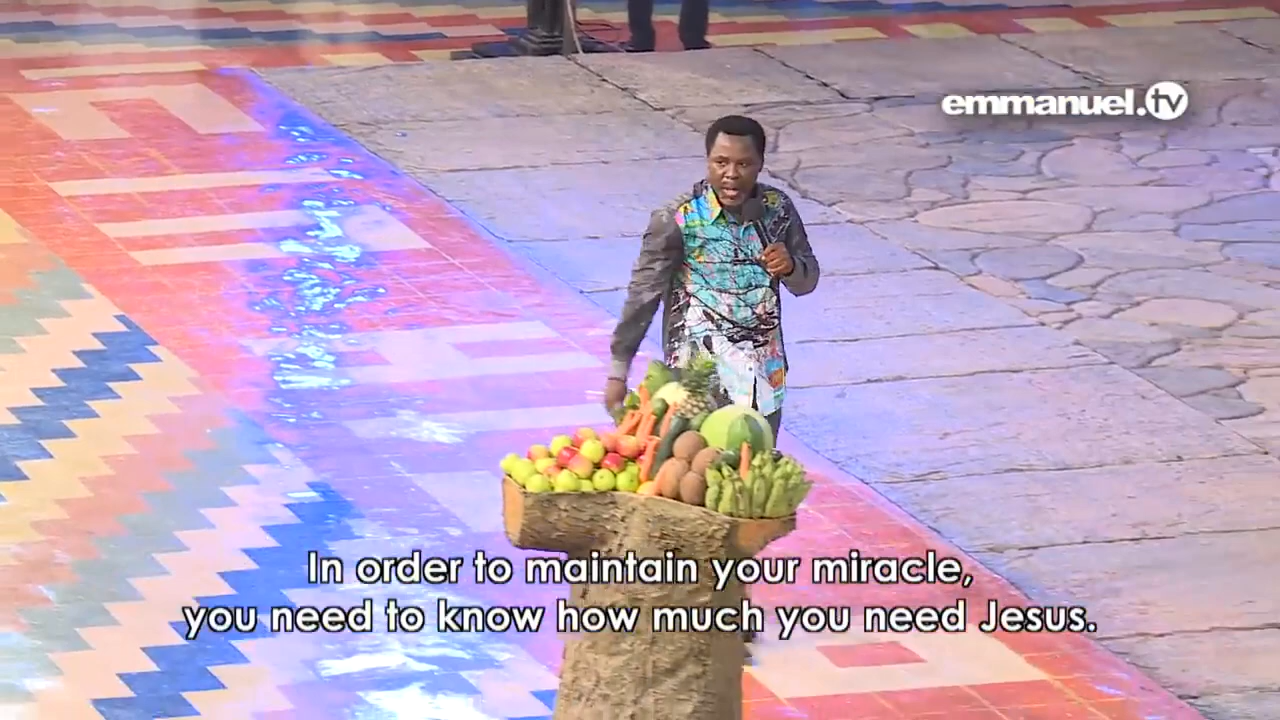 emmanuel.tv
In order to maintain your miracle,
you need to know how much you need Jesus.